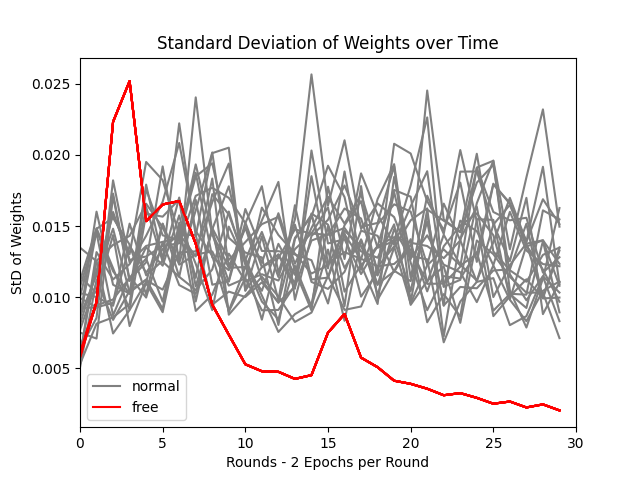 Standard Deviation of Weights over Time
StD of Weights
0.025
0.020
0.015
0.010
0.005
normal
free
0 5 10 15 20 25 30
Rounds - 2 Epochs per Round